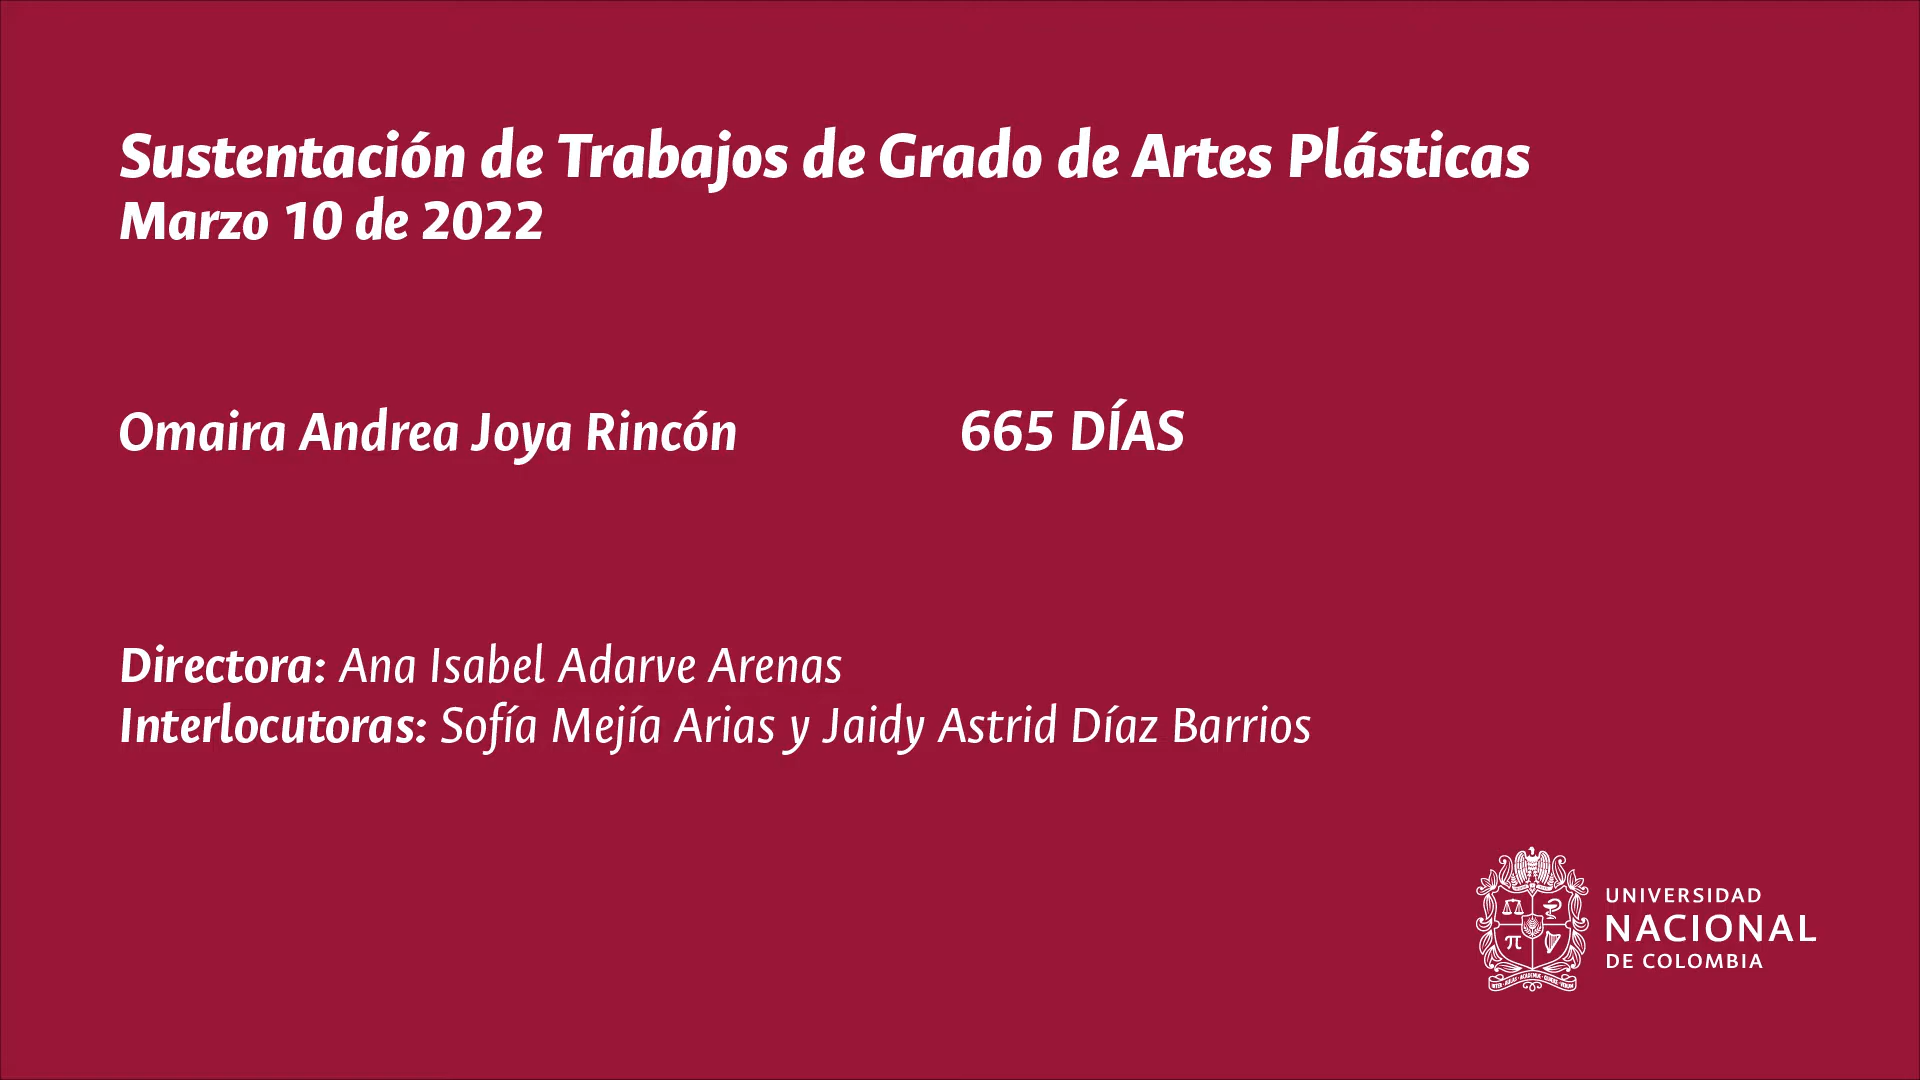 Sustentación de Trabajos de Grado de Artes Plásticas
Marzo 10 de 2022
Omaira Andrea Joya Rincón 665 DÍAS
Directora: Ana Isabel Adarve Arenas
Interlocutoras: Sofía Mejía Arias y Jaidy Astrid Díaz Barrios
UNIVERSIDAD
NACIONAL
DE COLOMBIA